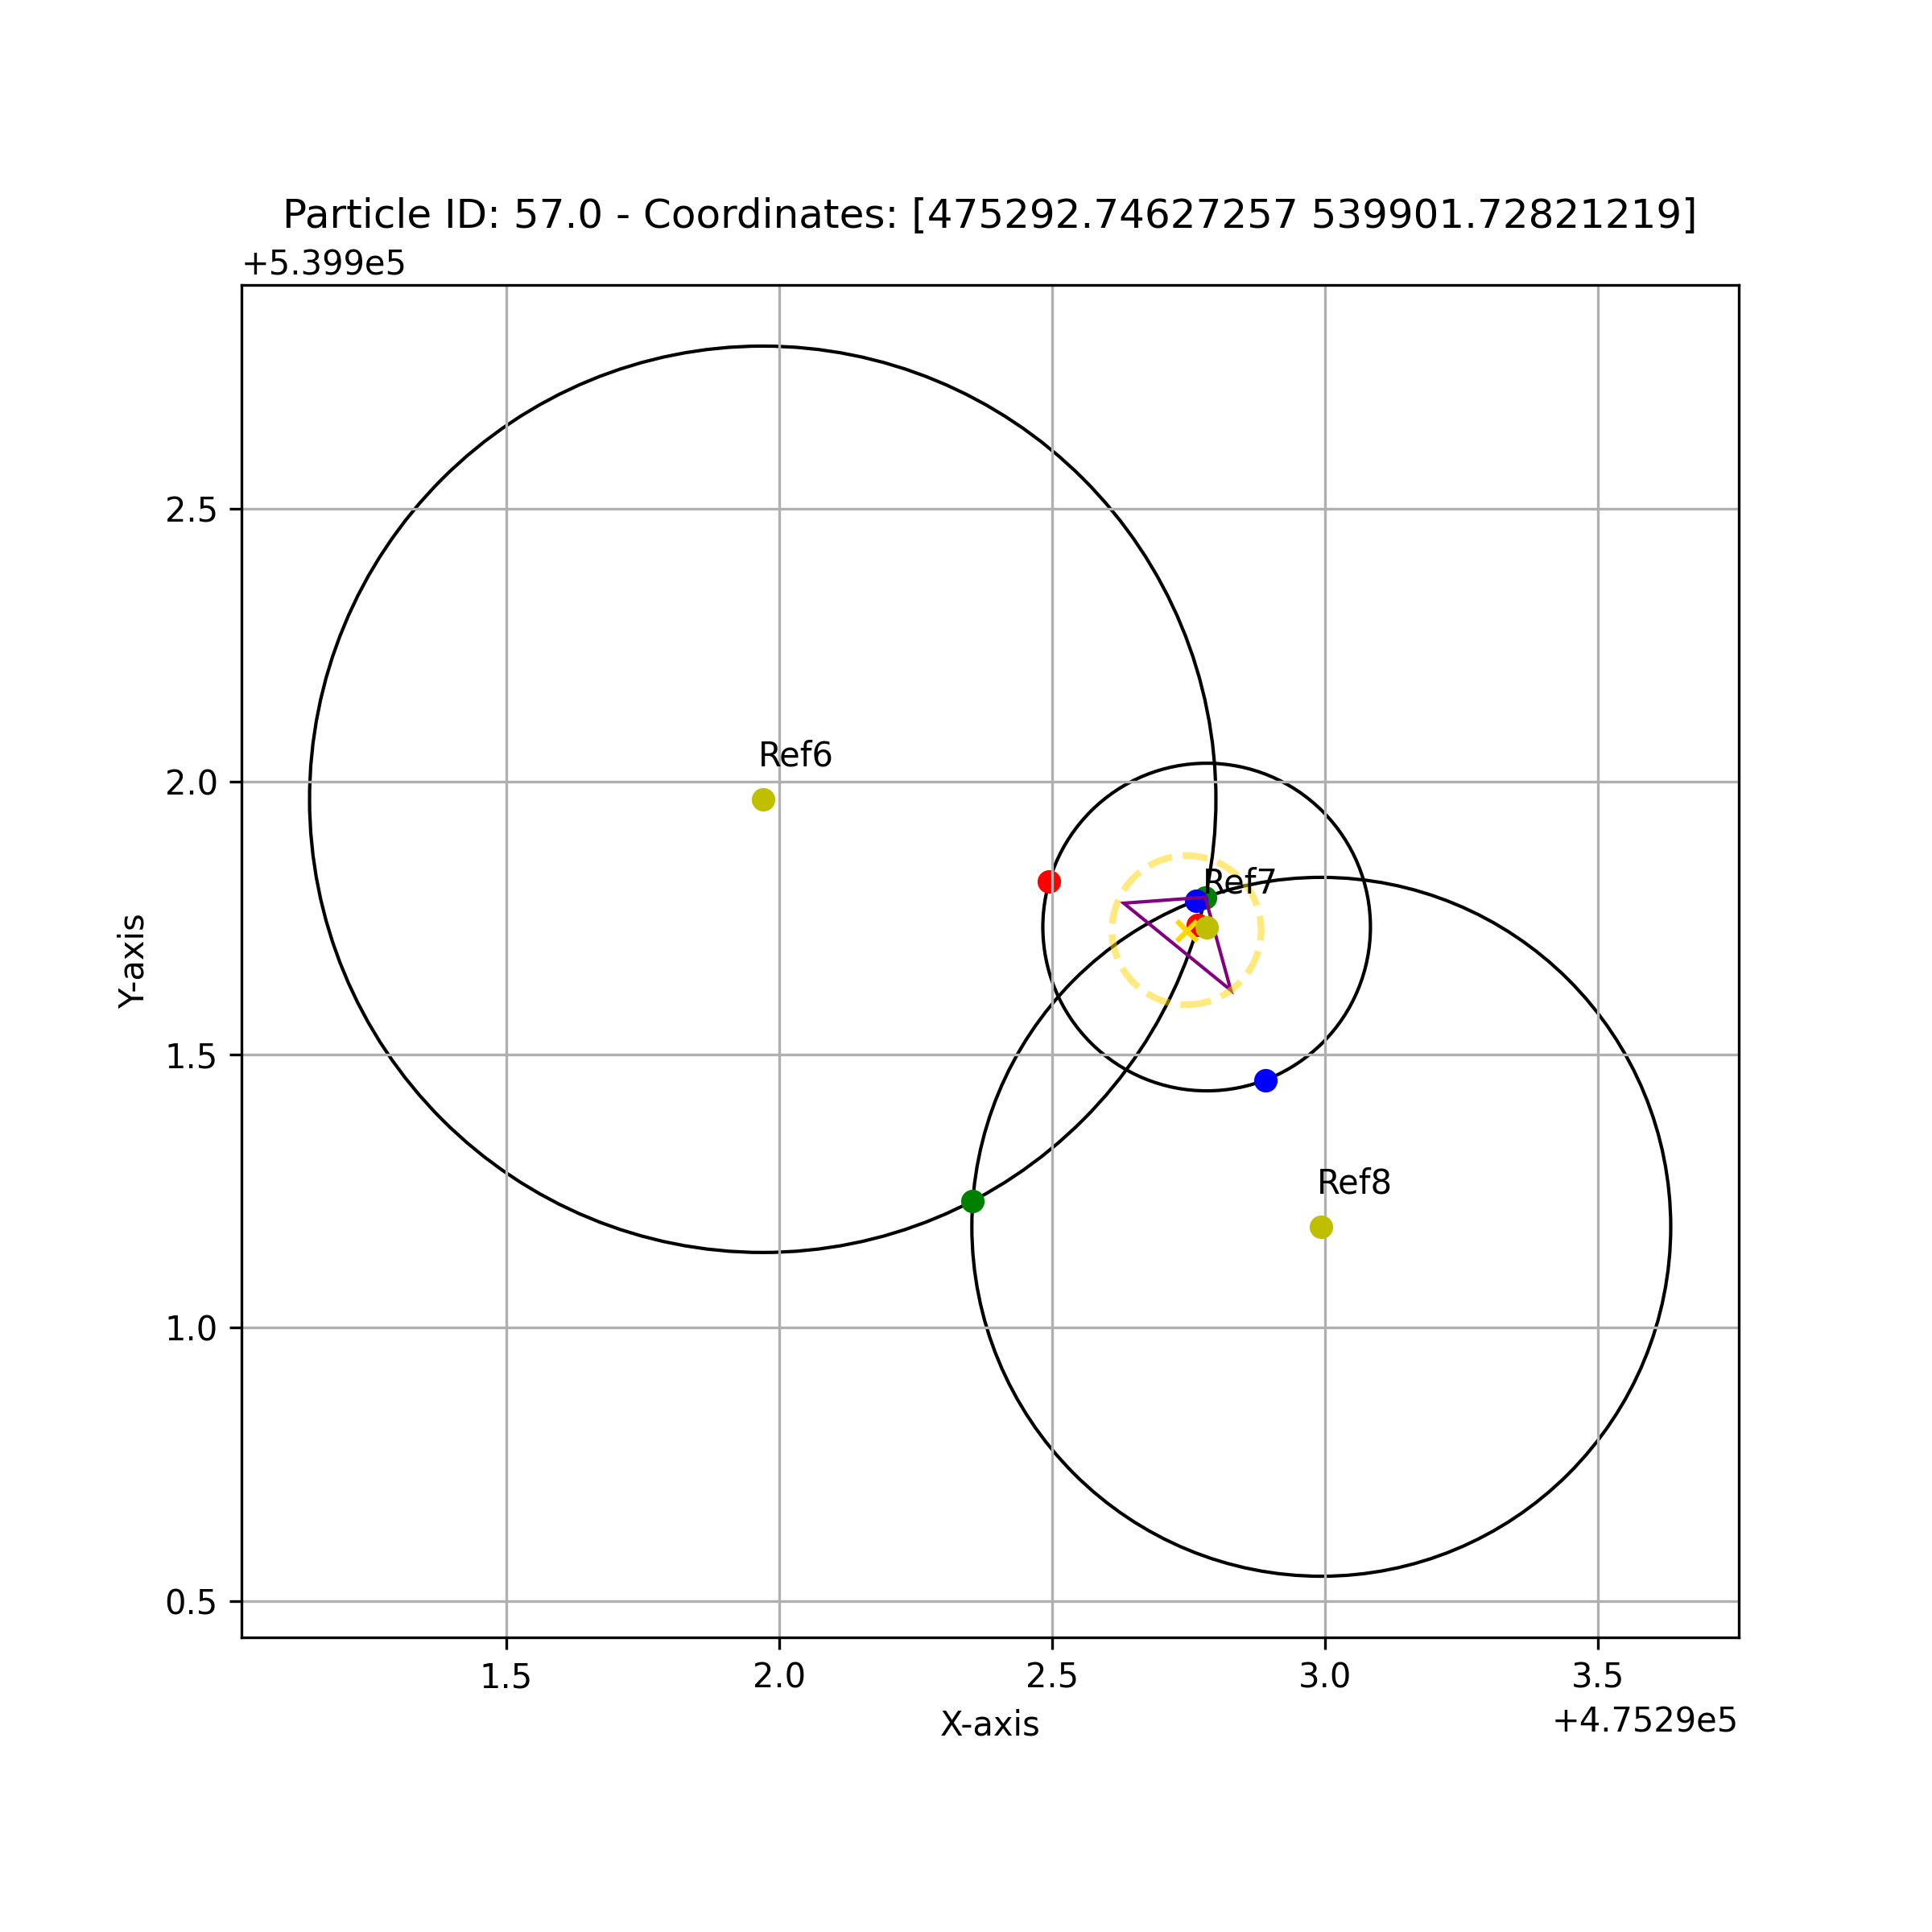 Particle ID: 57.0 - Coordinates: [475292.74627257 539901.72821219]
+5.399e5
2.5
Ref6
2.0
Ref7
Y-axis
1.5
Ref8
1.0
0.5
1.5 2.0 2.5 3.0 3.5
X-axis
+4.7529e5